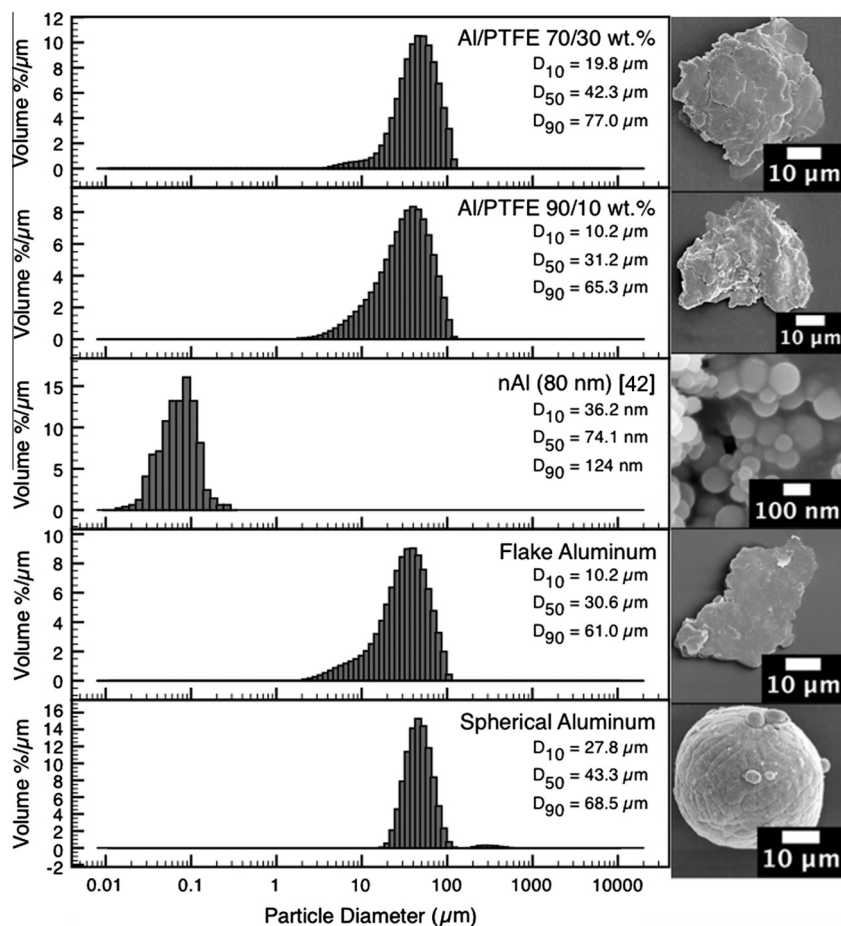 12
10
8
6
4
2
0
Volume %/µm
Al/PTFE 70/30 wt.%
D10 = 19.8 µm
D50 = 42.3 µm
D90 = 77.0 µm
10 µm
8
6
4
2
0
Volume %/µm
Al/PTFE 90/10 wt.%
D10 = 10.2 µm
D50 = 31.2 µm
D90 = 65.3 µm
10 µm
15
10
5
0
Volume %/µm
nAl (80 nm) [42]
D10 = 36.2 nm
D50 = 74.1 nm
D90 = 124 nm
100 nm
10
8
6
4
2
0
Volume %/µm
Flake Aluminum
D10 = 10.2 µm
D50 = 30.6 µm
D90 = 61.0 µm
10 µm
16
14
12
10
8
6
4
2
0
-2
Volume %/µm
Spherical Aluminum
D10 = 27.8 µm
D50 = 43.3 µm
D90 = 68.5 µm
10 µm
0.01 0.1 1 10 100 1000 10000
Particle Diameter (µm)